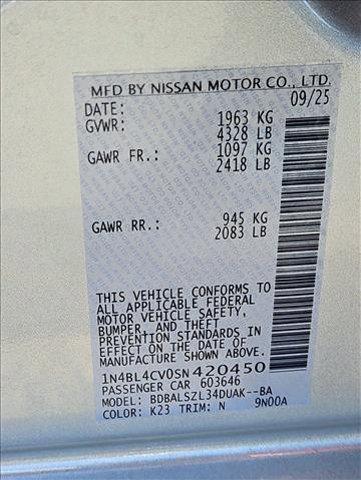 MFD BY NISSAN MOTOR CO., LTD.
DATE: 09/25
GVWR: 1963 KG
4328 LB
GAWR FR.: 1097 KG
2418 LB
GAWR RR.: 945 KG
2083 LB
THIS VEHICLE CONFORMS TO
ALL APPLICABLE FEDERAL
MOTOR VEHICLE SAFETY,
BUMPER, AND THEFT
PREVENTION STANDARDS IN
EFFECT ON THE DATE OF
MANUFACTURE SHOWN ABOVE.
1N4BL4CV0SN420450
PASSENGER CAR 603646
MODEL: BDBALSZL34DUAK--BA
COLOR: K23 TRIM: N 9N00A